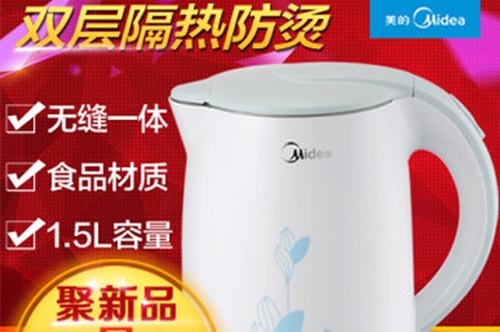 双层隔热防烫
美的 Midea
无缝一体
Midea
食品材质
1.5L容量
聚新品